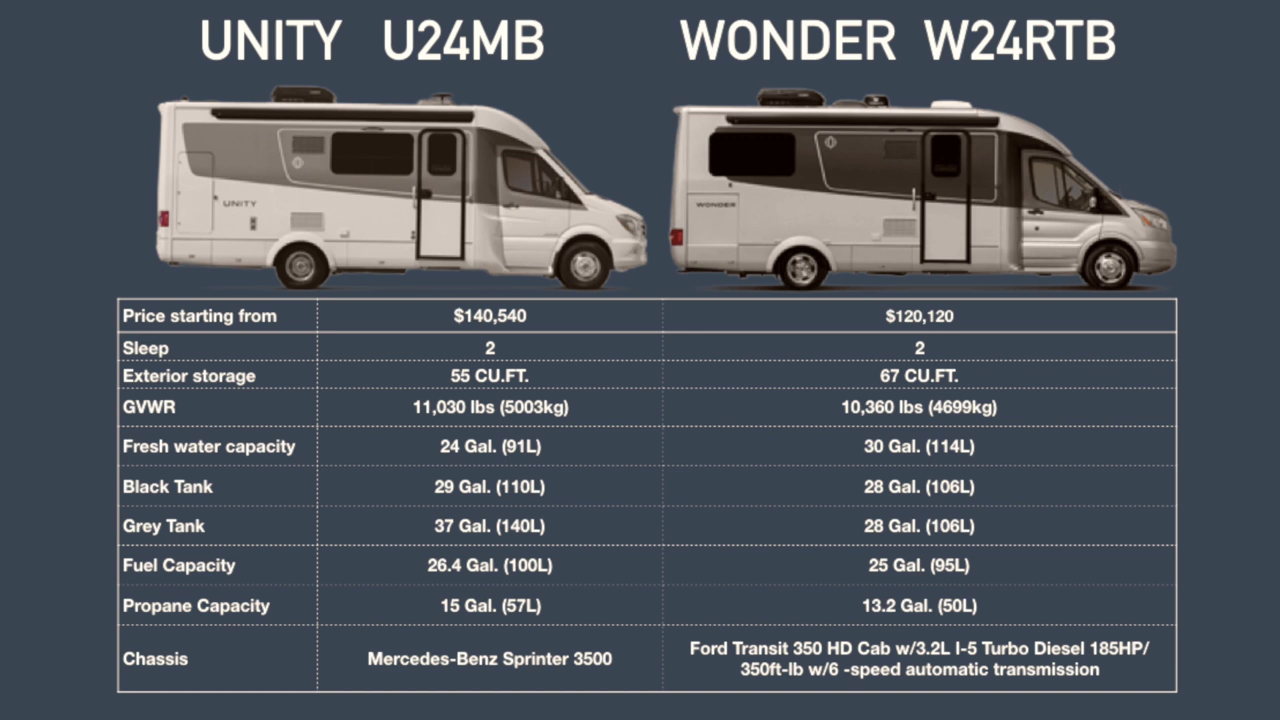 UNITY U24MB WONDER W24RTB
UNITY
WONDER
Price starting from $140,540 $120,120
Sleep 2 2
Exterior storage 55 CU.FT. 67 CU.FT.
GVWR 11,030 lbs (5003kg) 10,360 lbs (4699kg)
Fresh water capacity 24 Gal. (91L) 30 Gal. (114L)
Black Tank 29 Gal. (110L) 28 Gal. (106L)
Grey Tank 37 Gal. (140L) 28 Gal. (106L)
Fuel Capacity 26.4 Gal. (100L) 25 Gal. (95L)
Propane Capacity 15 Gal. (57L) 13.2 Gal. (50L)
Chassis Mercedes-Benz Sprinter 3500 Ford Transit 350 HD Cab w/3.2L I-5 Turbo Diesel 185HP/
350ft-lb w/6 -speed automatic transmission